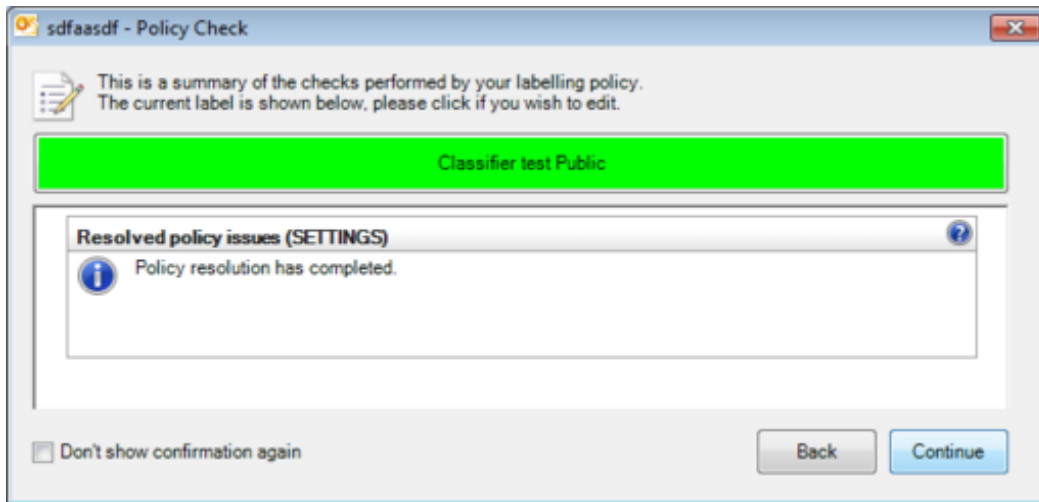 sdfaasdf - Policy Check
This is a summary of the checks performed by your labelling policy.
The current label is shown below, please click if you wish to edit.
Classifier test Public
Resolved policy issues (SETTINGS)
Policy resolution has completed.
Don't show confirmation again
Back
Continue